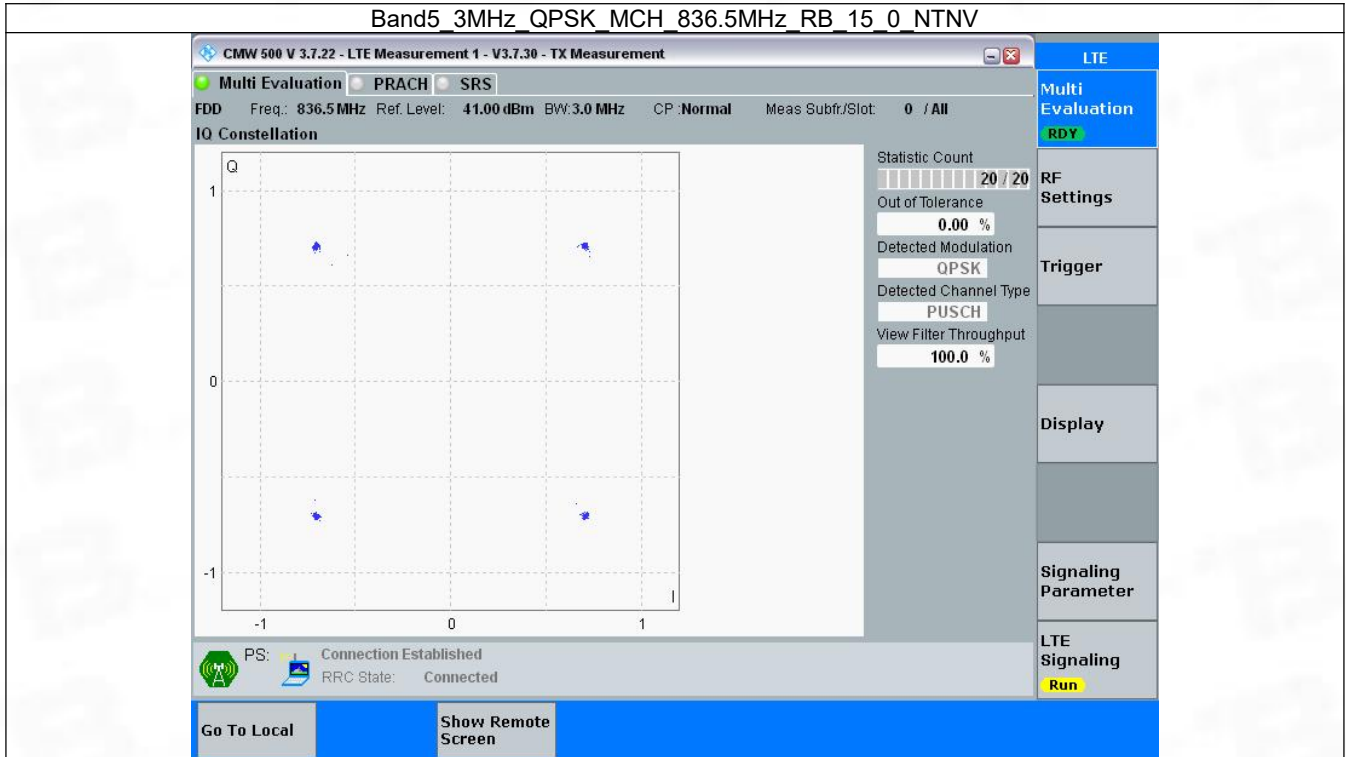 Band5_3MHz_QPSK_MCH_836.5MHz_RB_15_0_NTNV
CMW 500 V 3.7.22 - LTE Measurement 1 - V3.7.30 - TX Measurement
Multi Evaluation PRACH SRS
FDD Freq.: 836.5 MHz Ref. Level: 41.00 dBm BW: 3.0 MHz CP :Normal Meas Subfr./Slot: 0 / All
IQ Constellation
Q
1
0
-1
I
-1 0 1
Statistic Count
20 / 20
Out of Tolerance
0.00 %
Detected Modulation
QPSK
Detected Channel Type
PUSCH
View Filter Throughput
100.0 %
PS: Connection Established
RRC State: Connected
LTE
Multi
Evaluation
RDY
RF
Settings
Trigger
Display
Signaling
Parameter
LTE
Signaling
Run
Go To Local
Show Remote
Screen